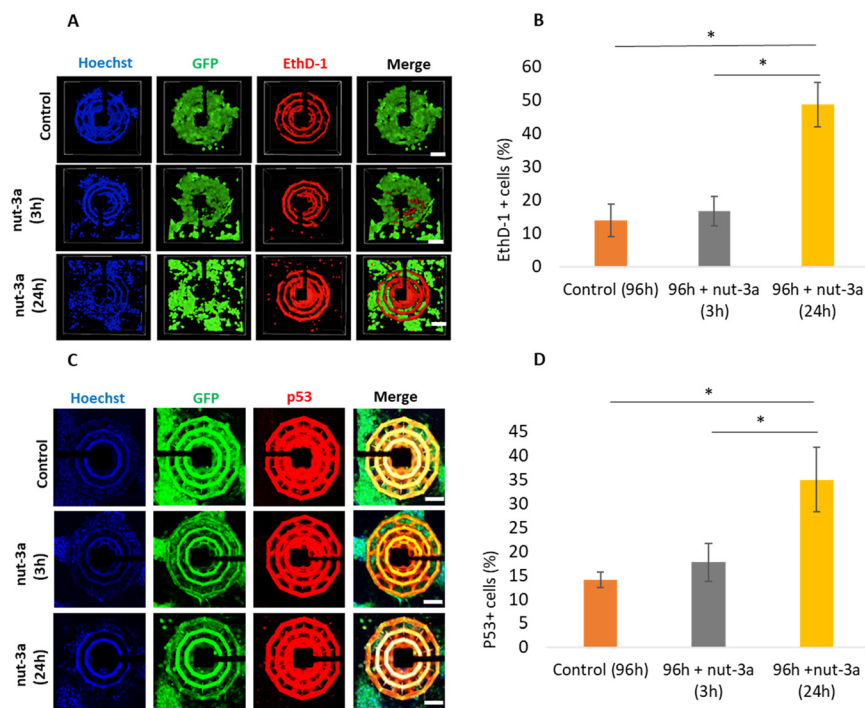 A
Hoechst GFP EthD-1 Merge
Control
nut-3a
(3h)
nut-3a
(24h)
B
*
*
60
50
40
30
20
10
0
EthD-1 + cells (%)
Control (96h) 96h + nut-3a 96h + nut-3a
(3h) (24h)
C
Hoechst GFP p53 Merge
Control
nut-3a
(3h)
nut-3a
(24h)
D
*
*
45
40
35
30
25
20
15
10
5
0
P53+ cells (%)
Control (96h) 96h + nut-3a 96h +nut-3a
(3h) (24h)